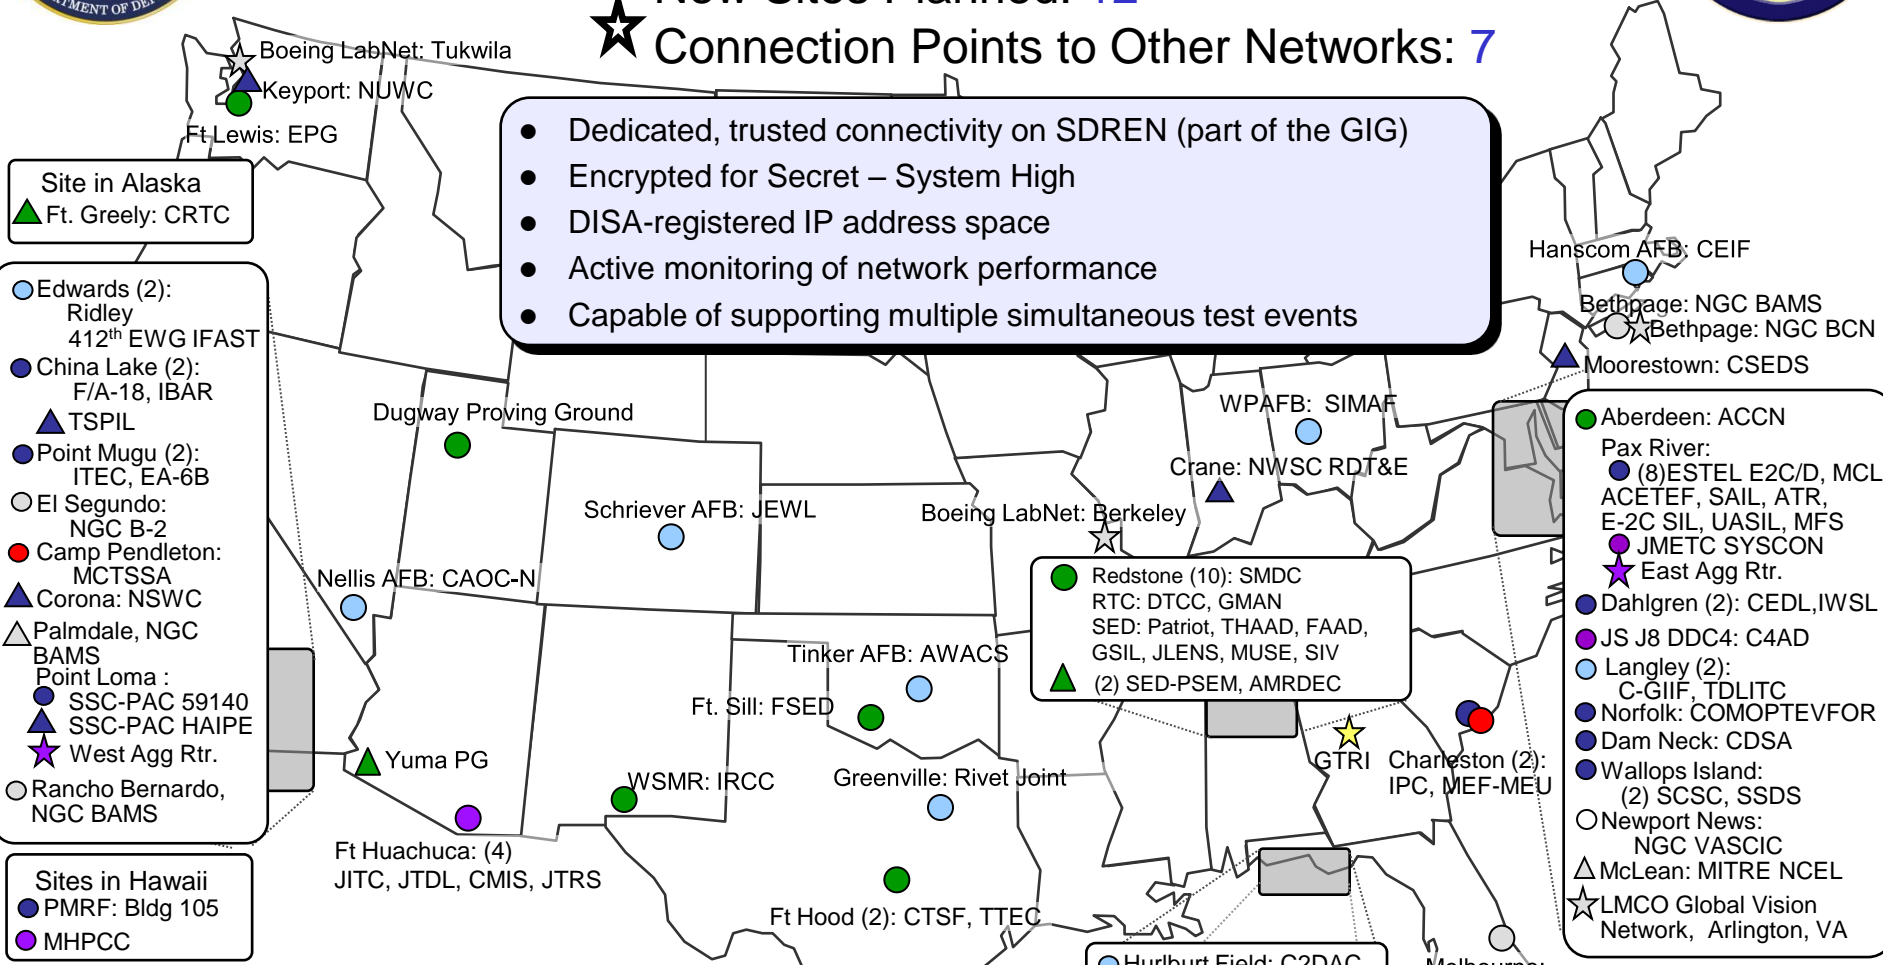 MENT OF DE
Connection Points to Other Networks: 7
Boeing LabNet: Tukwila
Keyport: NUWC
Ft Lewis: EPG
● Dedicated, trusted connectivity on SDREN (part of the GIG)
● Encrypted for Secret – System High
● DISA-registered IP address space
● Active monitoring of network performance
● Capable of supporting multiple simultaneous test events
Site in Alaska
Ft. Greely: CRTC
Edwards (2):
Ridley
412th EWG IFAST
China Lake (2):
F/A-18, IBAR
TSPIL
Point Mugu (2):
ITEC, EA-6B
El Segundo:
NGC B-2
Camp Pendleton:
MCTSSA
Corona: NSWC
Palmdale, NGC
BAMS
Point Loma :
SSC-PAC 59140
SSC-PAC HAIPE
West Agg Rtr.
Rancho Bernardo,
NGC BAMS
Sites in Hawaii
PMRF: Bldg 105
MHPCC
Dugway Proving Ground
Schriever AFB: JEWL
Nellis AFB: CAOC-N
Yuma PG
Ft Huachuca: (4)
JITC, JTDL, CMIS, JTRS
WSMR: IRCC
Tinker AFB: AWACS
Ft. Sill: FSED
Greenville: Rivet Joint
Ft Hood (2): CTSF, TTEC
Boeing LabNet: Berkeley
WPAFB: SIMAF
Crane: NWSC RDT&E
Redstone (10): SMDC
RTC: DTCC, GMAN
SED: Patriot, THAAD, FAAD,
GSIL, JLENS, MUSE, SIV
(2) SED-PSEM, AMRDEC
GTRI
Charleston (2):
IPC, MEF-MEU
Hurlburt Field: C2DAC
Melbourne:
Hanscom AFB: CEIF
Bethpage: NGC BAMS
Bethpage: NGC BCN
Moorestown: CSEDS
Aberdeen: ACCN
Pax River:
(8)ESTEL E2C/D, MCL
ACETEF, SAIL, ATR,
E-2C SIL, UASIL, MFS
JMETC SYSCON
East Agg Rtr.
Dahlgren (2): CEDL,IWSL
JS J8 DDC4: C4AD
Langley (2):
C-GIIF, TDLITC
Norfolk: COMOPTEVFOR
Dam Neck: CDSA
Wallops Island:
(2) SCSC, SSDS
Newport News:
NGC VASCIC
McLean: MITRE NCEL
LMCO Global Vision
Network, Arlington, VA